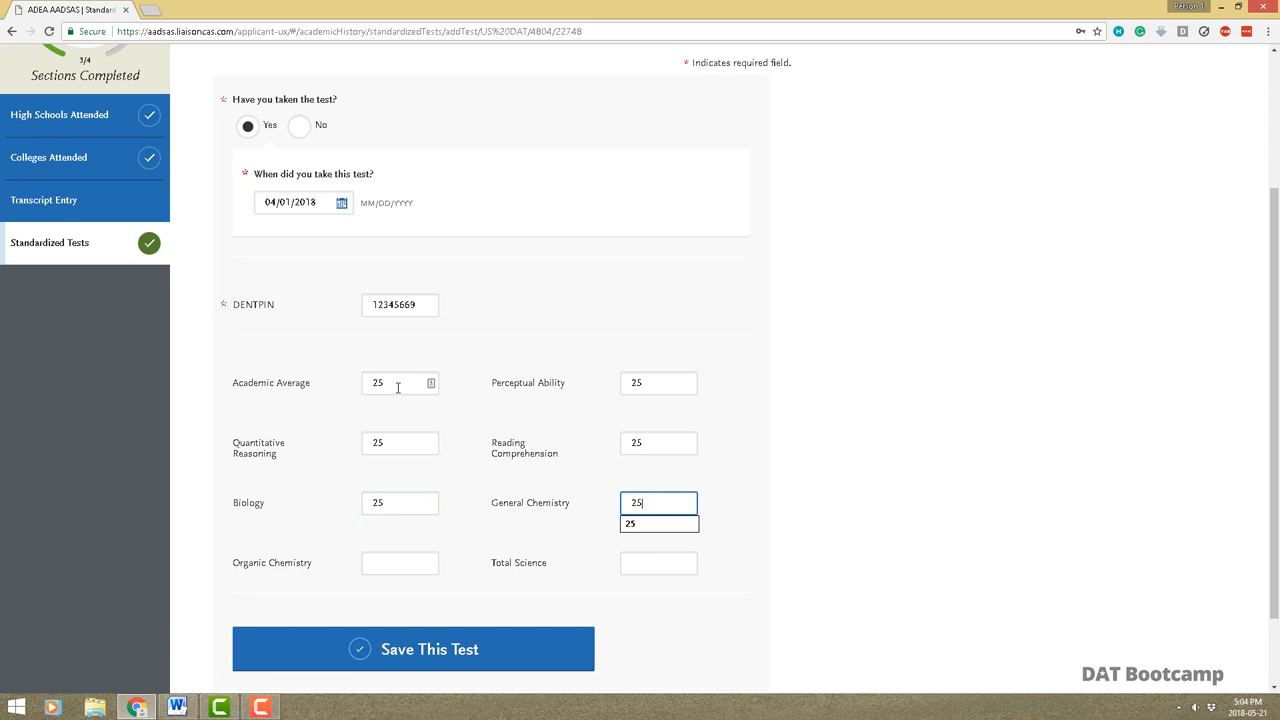 ADEA AADSAS | Standard
Person 1
Secure
https://aadsas.liaisoncas.com/applicant-ux/#/academicHistory/standardizedTests/addTest/US%20DAT/4804/22748
3/4
Sections Completed
High Schools Attended
Colleges Attended
Transcript Entry
Standardized Tests
* Indicates required field.
* Have you taken the test?
Yes No
* When did you take this test?
04/01/2018 MM/DD/YYYY
* DENTPIN 12345669
Academic Average 25 Perceptual Ability 25
Quantitative Reasoning 25 Reading Comprehension 25
Biology 25 General Chemistry 25
25
Organic Chemistry Total Science
Save This Test
DAT Bootcamp
5:04 PM
2018-05-21